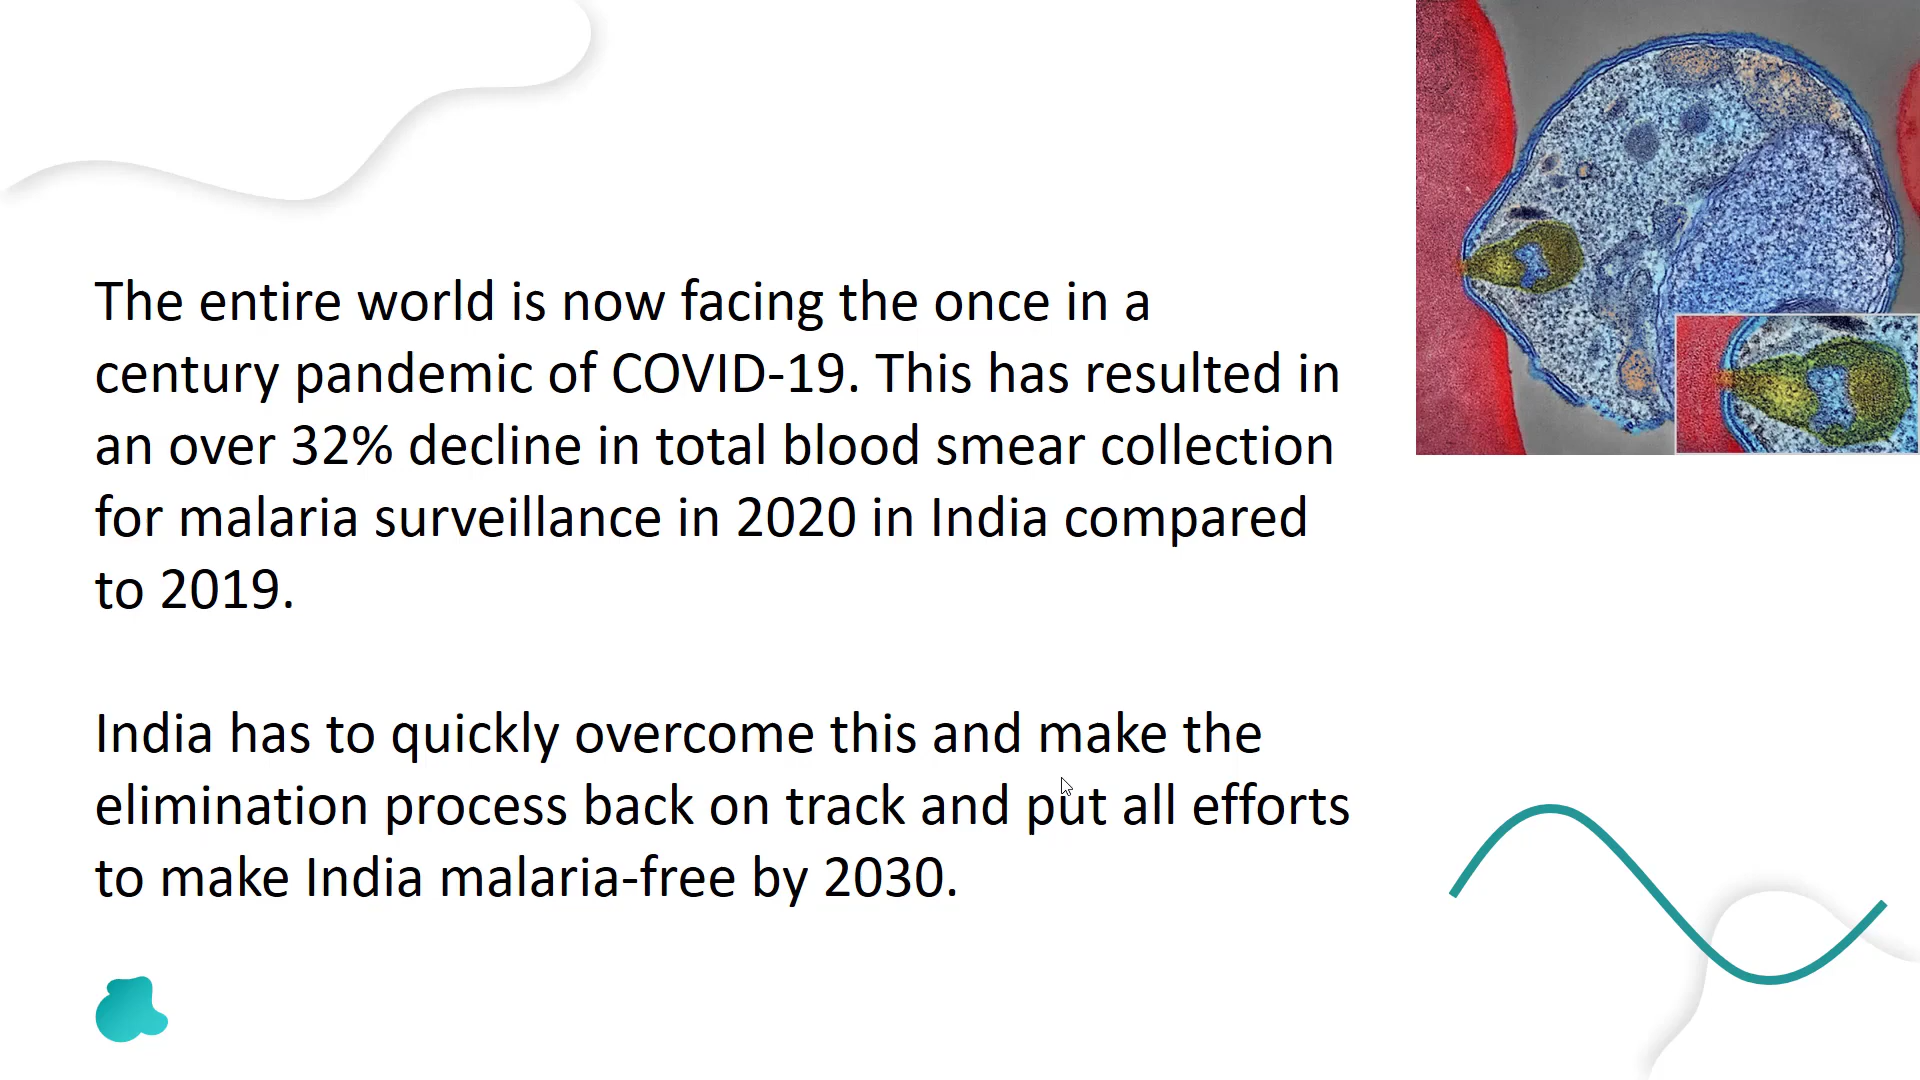 The entire world is now facing the once in a
century pandemic of COVID-19. This has resulted in
an over 32% decline in total blood smear collection
for malaria surveillance in 2020 in India compared
to 2019.
India has to quickly overcome this and make the
elimination process back on track and put all efforts
to make India malaria-free by 2030.